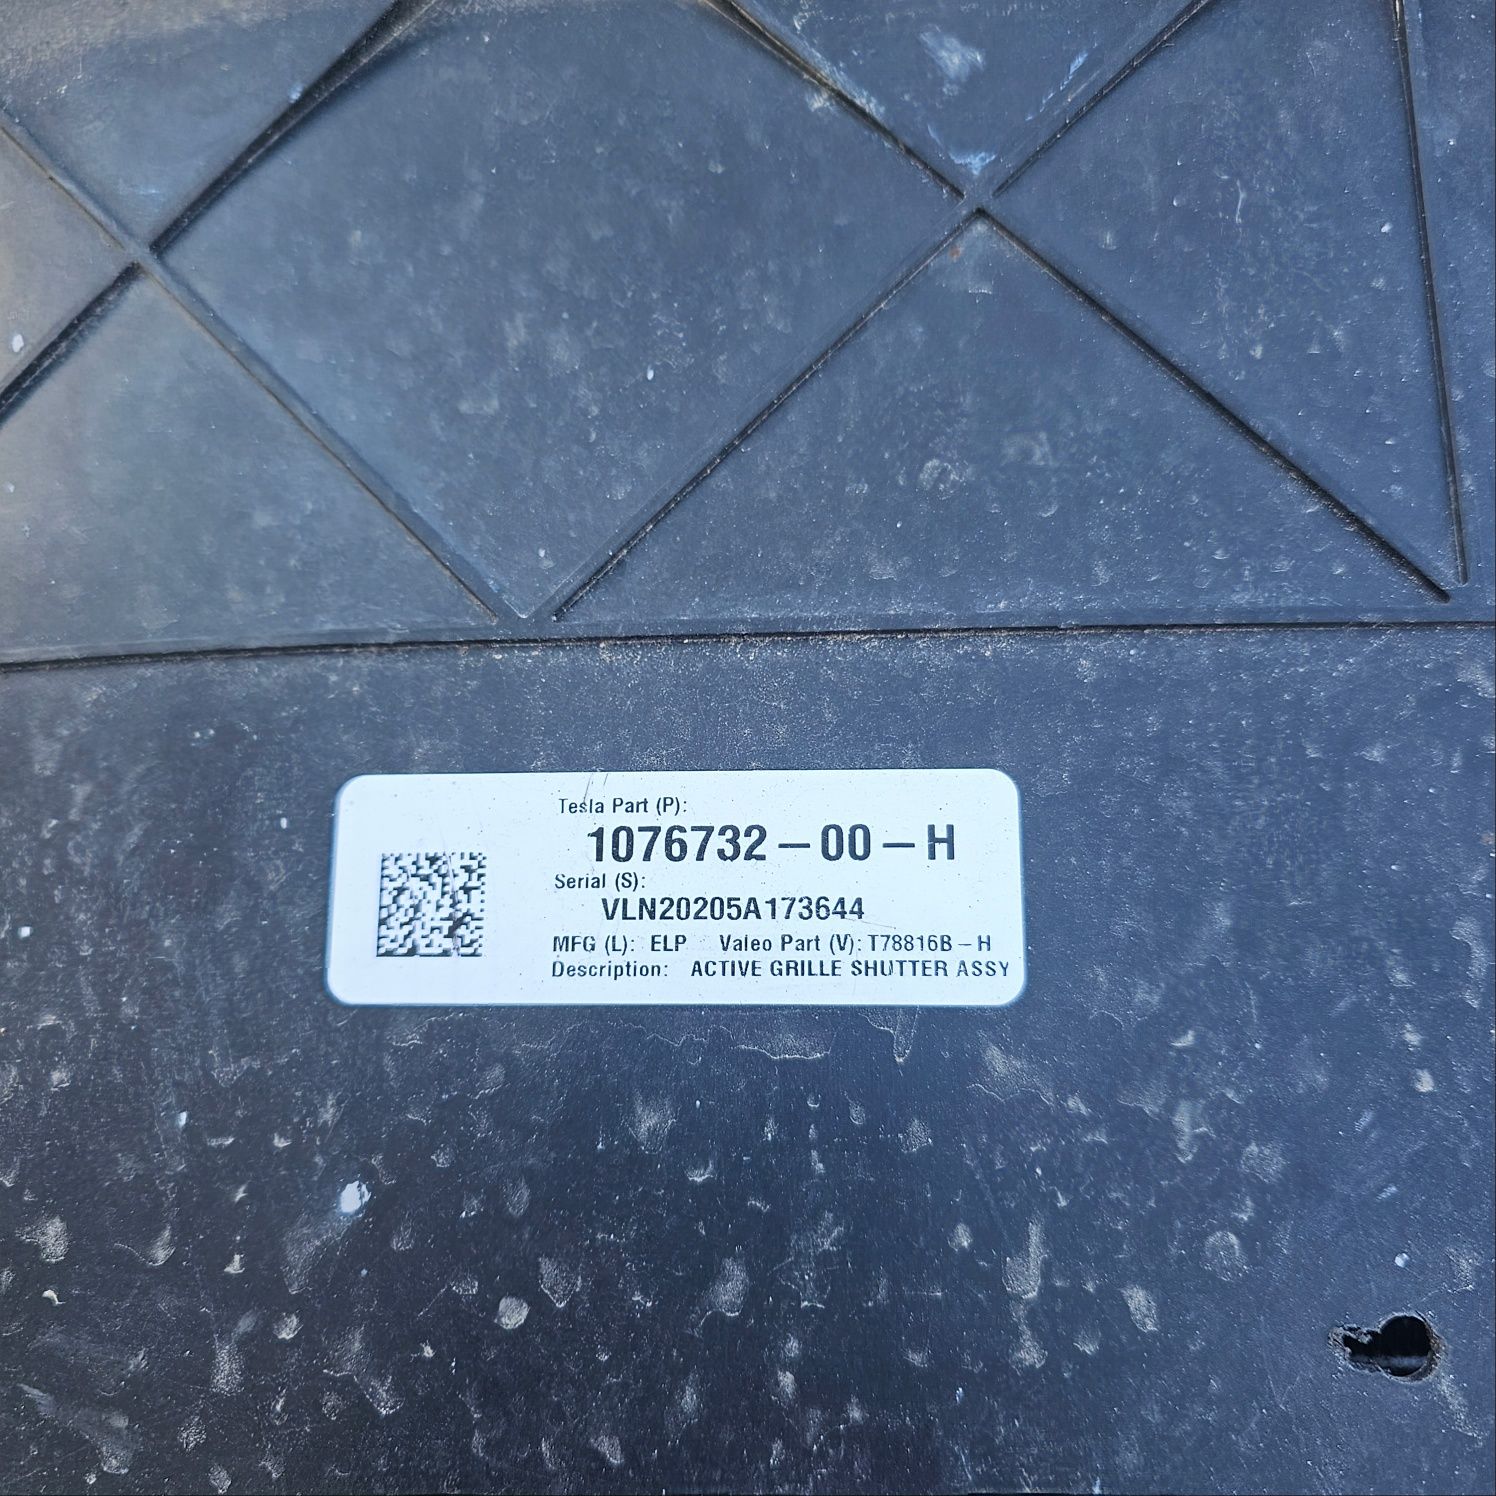 Tesla Part (P):
1076732-00-H
Serial (S):
VLN20205A173644
MFG (L): ELP Valeo Part (V): T78816B-H
Description: ACTIVE GRILLE SHUTTER ASSY